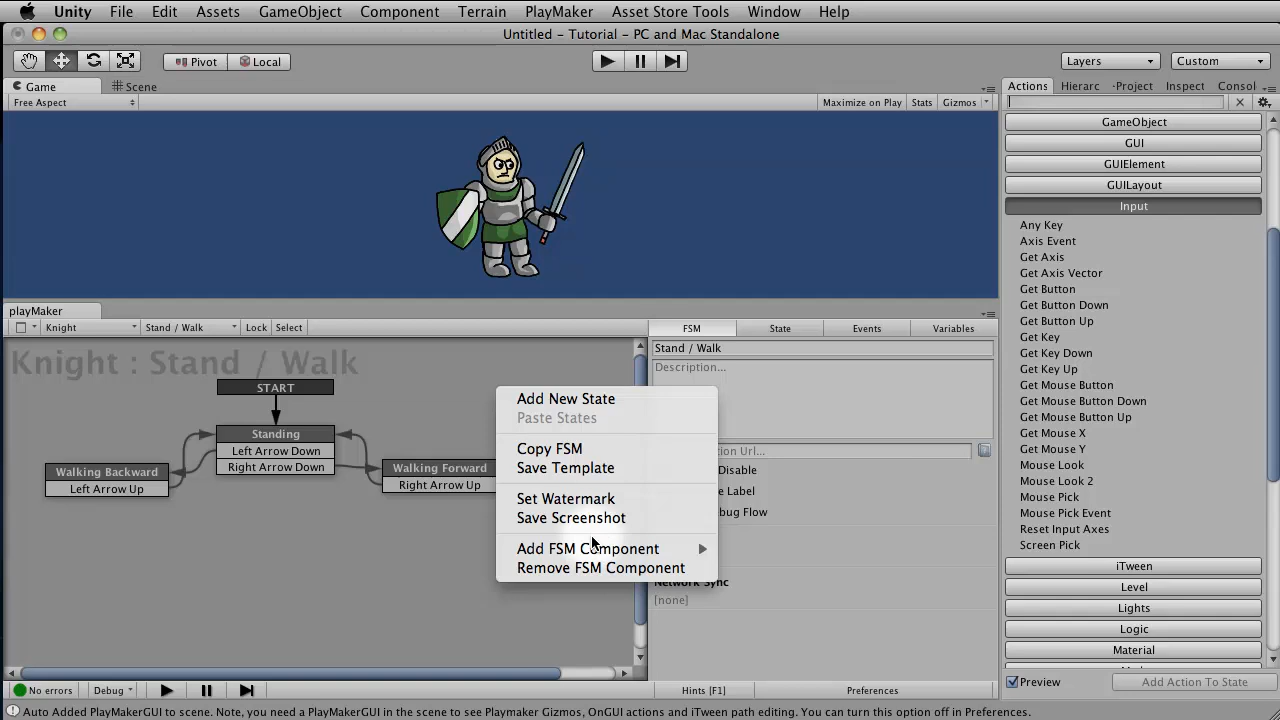 Unity File Edit Assets GameObject Component Terrain PlayMaker Asset Store Tools Window Help
Untitled - Tutorial - PC and Mac Standalone
Pivot Local Layers Custom
Game Scene
Free Aspect Maximize on Play Stats Gizmos
Actions Hierarc Project Inspect Consol
GameObject
GUI
GUIElement
GUILayout
Input
Any Key
Axis Event
Get Axis
Get Axis Vector
Get Button
Get Button Down
Get Button Up
Get Key
Get Key Down
Get Key Up
Get Mouse Button
Get Mouse Button Down
Get Mouse Button Up
Get Mouse X
Get Mouse Y
Mouse Look
Mouse Look 2
Mouse Pick
Mouse Pick Event
Reset Input Axes
Screen Pick
iTween
Level
Lights
Logic
Material
Preview Add Action To State
playMaker
Knight Stand / Walk Lock Select
Knight : Stand / Walk
START
Standing
Left Arrow Down
Right Arrow Down
Walking Backward
Left Arrow Up
Walking Forward
Right Arrow Up
Add New State
Paste States
Copy FSM
Save Template
Set Watermark
Save Screenshot
Add FSM Component
Remove FSM Component
FSM State Events Variables
Stand / Walk
Description...
ion Url...
Disable
e Label
bug Flow
Network Sync
[none]
No errors Debug Hints [F1] Preferences
Auto Added PlayMakerGUI to scene. Note, you need a PlayMakerGUI in the scene to see Playmaker Gizmos, OnGUI actions and iTween path editing. You can turn this option off in Preferences.